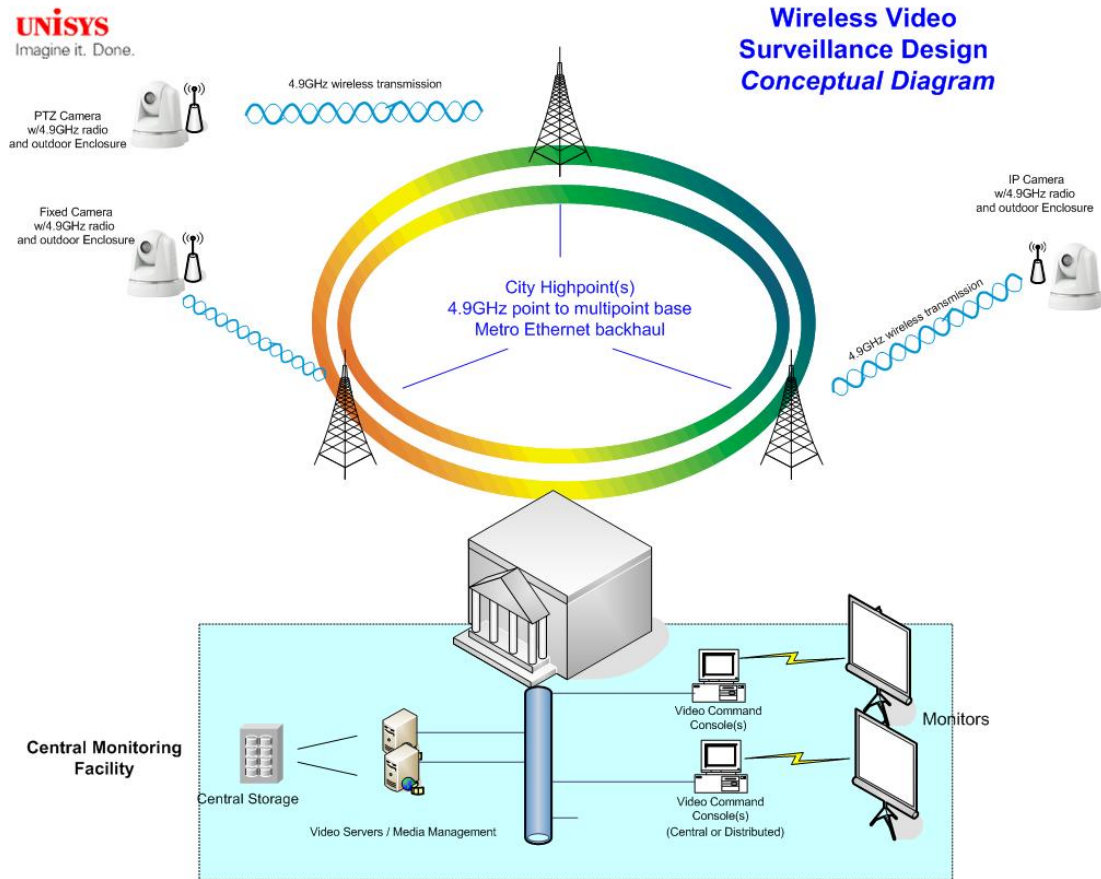 UNISYS
Imagine it. Done.
Wireless Video
Surveillance Design
Conceptual Diagram
4.9GHz wireless transmission
PTZ Camera
w/4.9GHz radio
and outdoor Enclosure
IP Camera
w/4.9GHz radio
and outdoor Enclosure
Fixed Camera
w/4.9GHz radio
and outdoor Enclosure
City Highpoint(s)
4.9GHz point to multipoint base
Metro Ethernet backhaul
4.9GHz wireless transmission
Video Command
Console(s)
Monitors
Central Monitoring
Facility
Central Storage
Video Servers / Media Management
Video Command
Console(s)
(Central or Distributed)